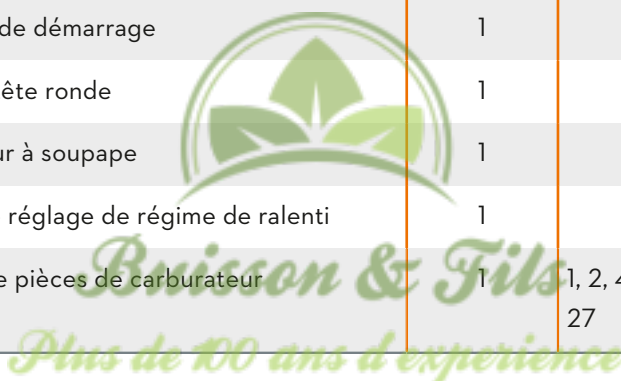 de démarrage 1
ête ronde 1
ur à soupape 1
réglage de régime de ralenti 1
e pièces de carburateur 1 1, 2, 4
27
Buisson & Fils
Plus de 100 ans d'experience